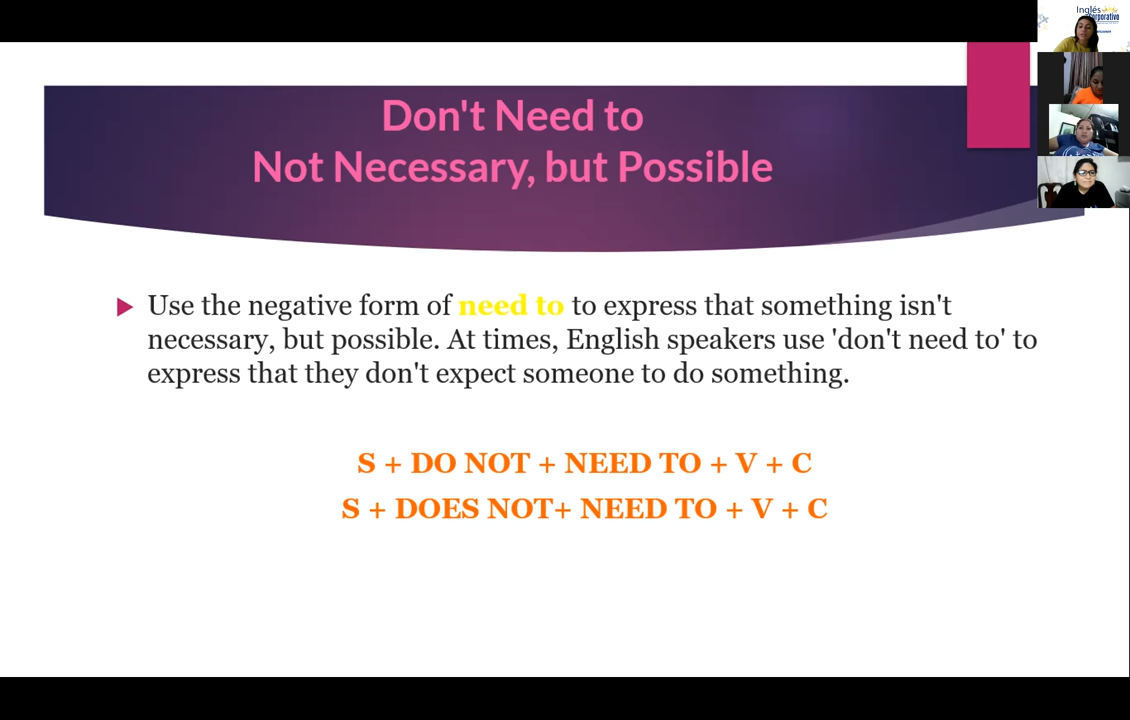 Inglés
Corporativo
Don't Need to
Not Necessary, but Possible
Use the negative form of need to to express that something isn't
necessary, but possible. At times, English speakers use 'don't need to' to
express that they don't expect someone to do something.
S + DO NOT + NEED TO + V + C
S + DOES NOT+ NEED TO + V + C